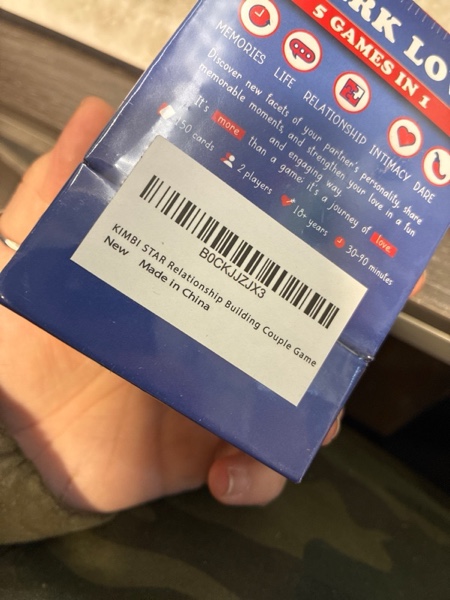 5 GAMES IN 1
MEMORIES LIFE RELATIONSHIP INTIMACY DARE
Discover new facets of your partner's personality, share
memorable moments, and strengthen your love in a fun
and engaging way.
It's more than a game; it's a journey of love.
50 cards 2 players 18+ years 30-90 minutes
B0CKJJZJX3
KIMBI STAR Relationship Building Couple Game
New Made in China